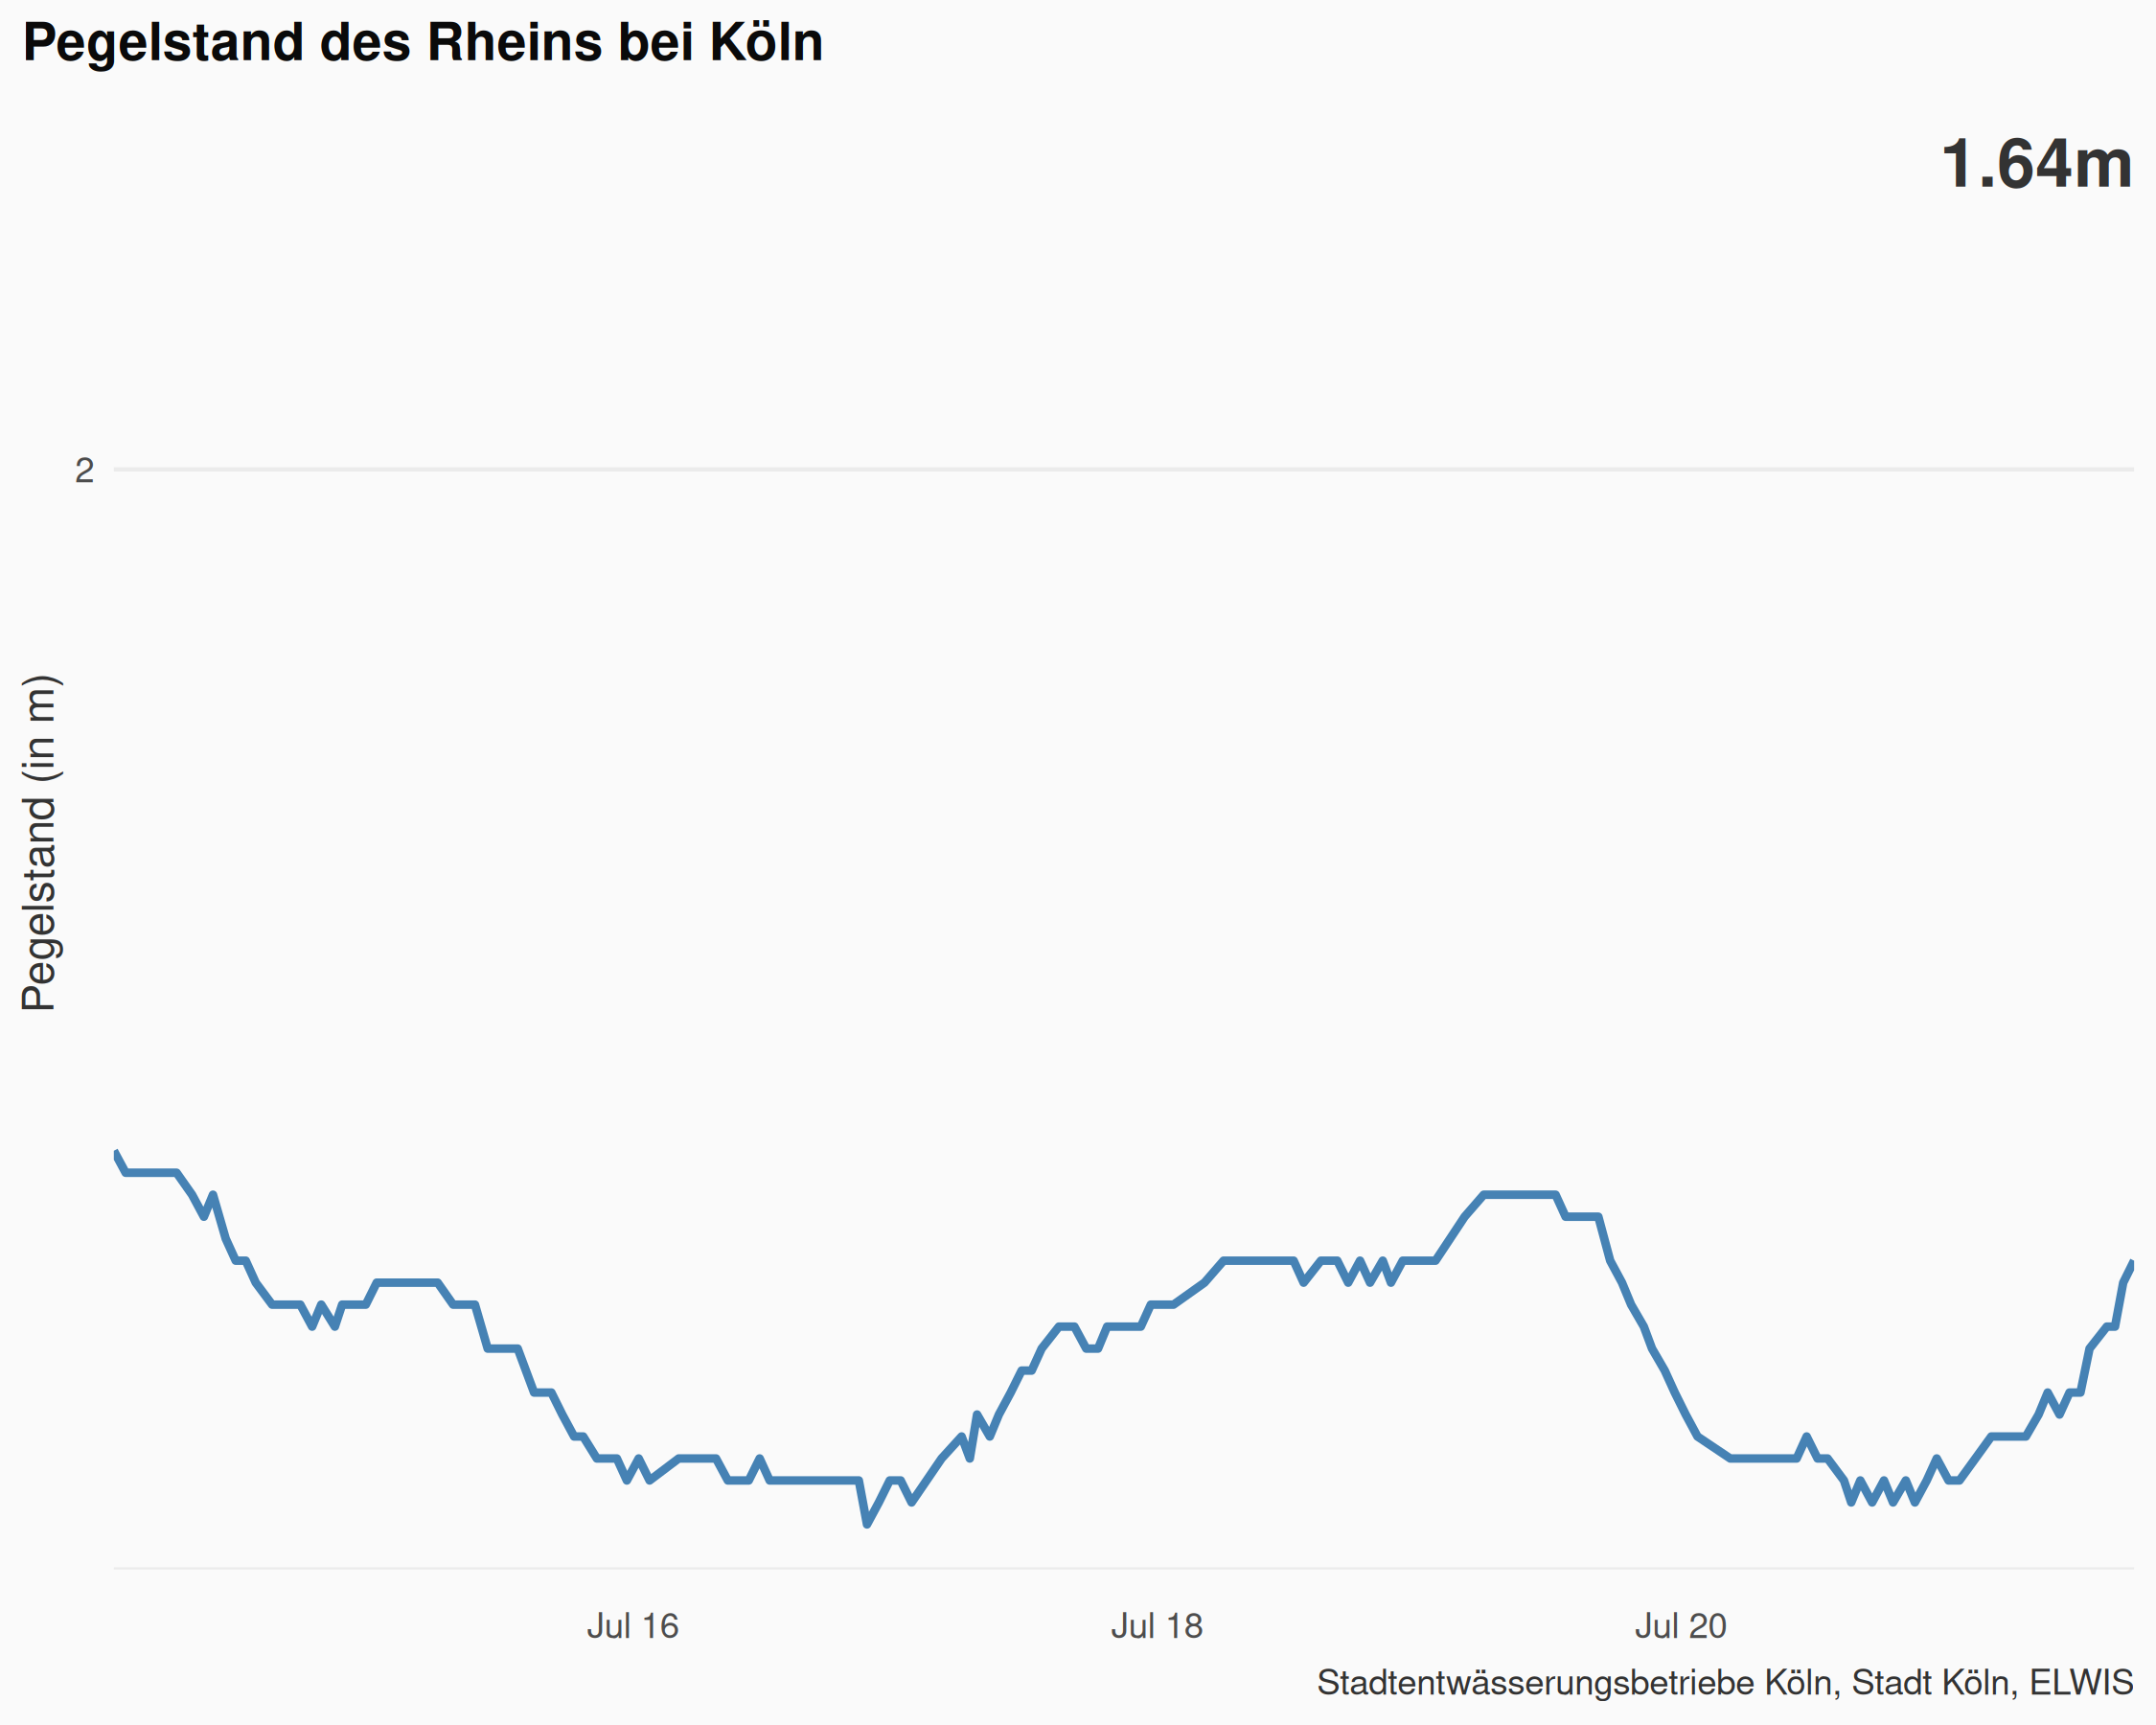 Pegelstand des Rheins bei Köln
1.64m
2
Pegelstand (in m)
Jul 16
Jul 18
Jul 20
Stadtentwässerungsbetriebe Köln, Stadt Köln, ELWIS